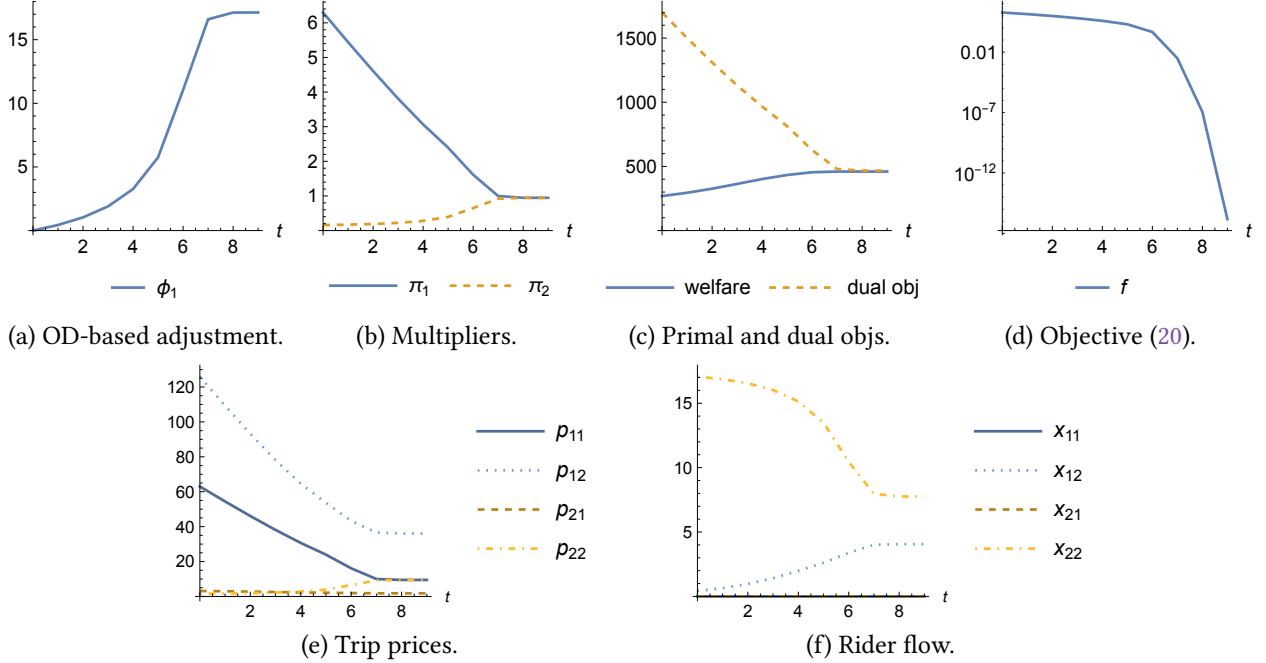 15
10
5
2 4 6 8 t
ϕ₁
(a) OD-based adjustment.
6
5
4
3
2
1
0
2 4 6 8 t
π₁ π₂
(b) Multipliers.
1500
1000
500
2 4 6 8 t
welfare dual obj
(c) Primal and dual objs.
0.01
10⁻⁷
10⁻¹²
2 4 6 8 t
f
(d) Objective (20).
120
100
80
60
40
20
2 4 6 8 t
p₁₁
p₁₂
p₂₁
p₂₂
(e) Trip prices.
15
10
5
2 4 6 8 t
x₁₁
x₁₂
x₂₁
x₂₂
(f) Rider flow.